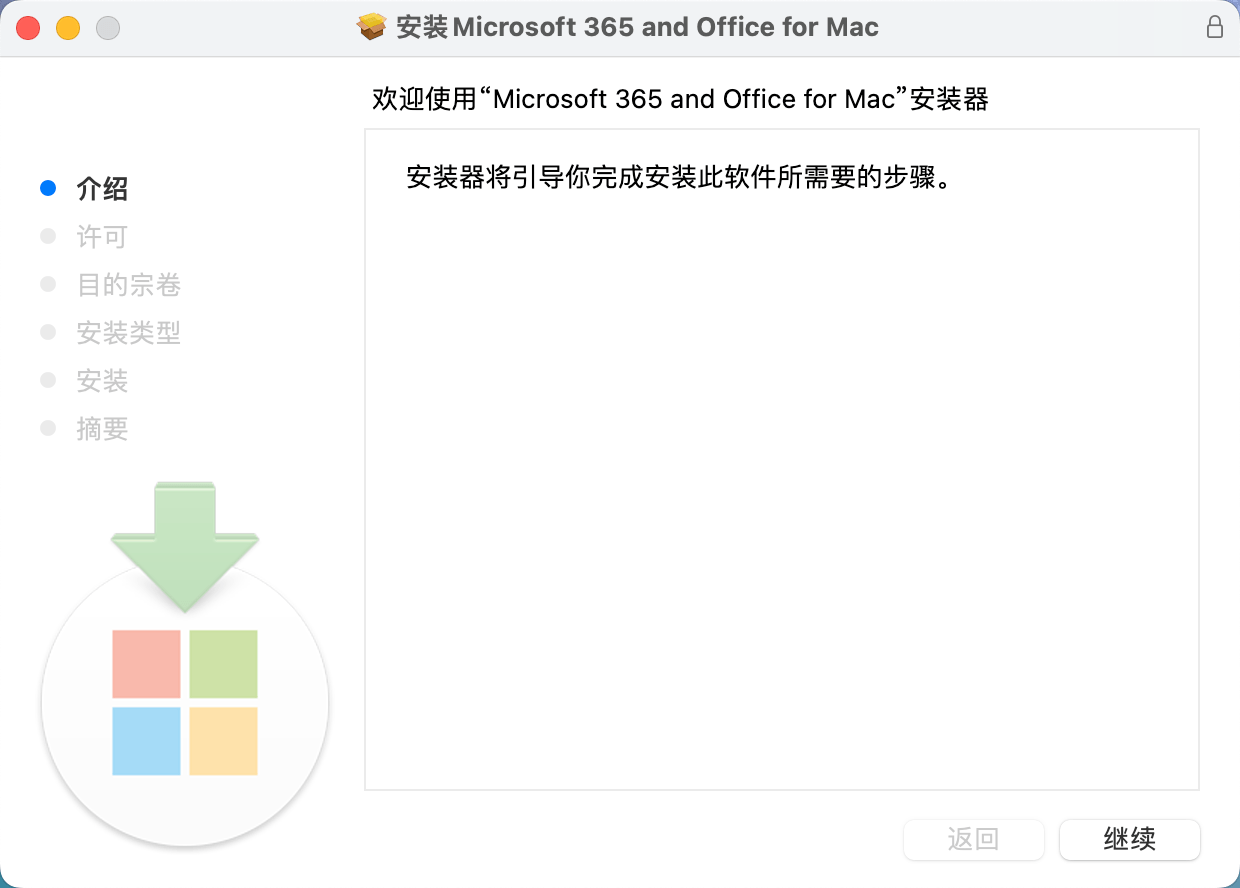 安装Microsoft 365 and Office for Mac
欢迎使用“Microsoft 365 and Office for Mac”安装器
安装器将引导你完成安装此软件所需要的步骤。
介绍
许可
目的宗卷
安装类型
安装
摘要
返回
继续